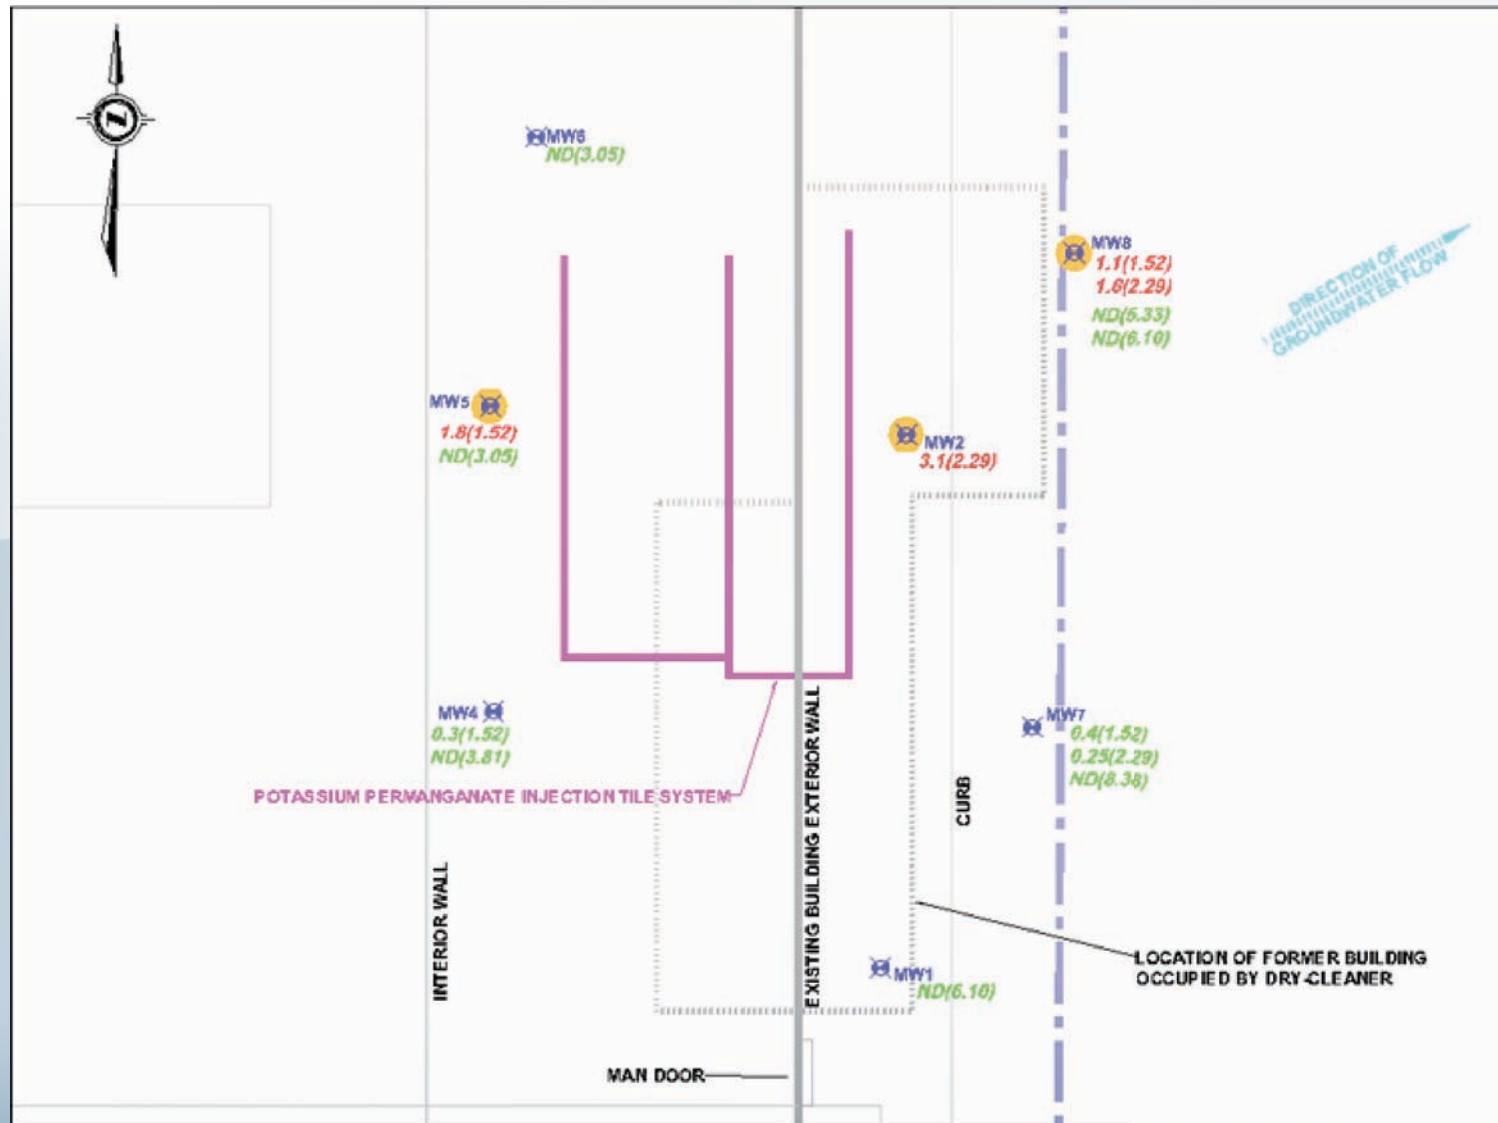 MW6
ND(3.05)
MW8
1.1(1.52)
1.6(2.29)
ND(5.33)
ND(6.10)
DIRECTION OF
GROUNDWATER FLOW
MW5
1.8(1.52)
ND(3.05)
MW2
3.1(2.29)
MW4
0.3(1.52)
ND(3.81)
MW7
0.4(1.52)
0.25(2.29)
ND(8.38)
POTASSIUM PERMANGANATE INJECTION TILE SYSTEM
EXISTING BUILDING EXTERIOR WALL
CURB
INTERIOR WALL
LOCATION OF FORMER BUILDING
OCCUPIED BY DRY-CLEANER
MW1
ND(6.10)
MAN DOOR
Z